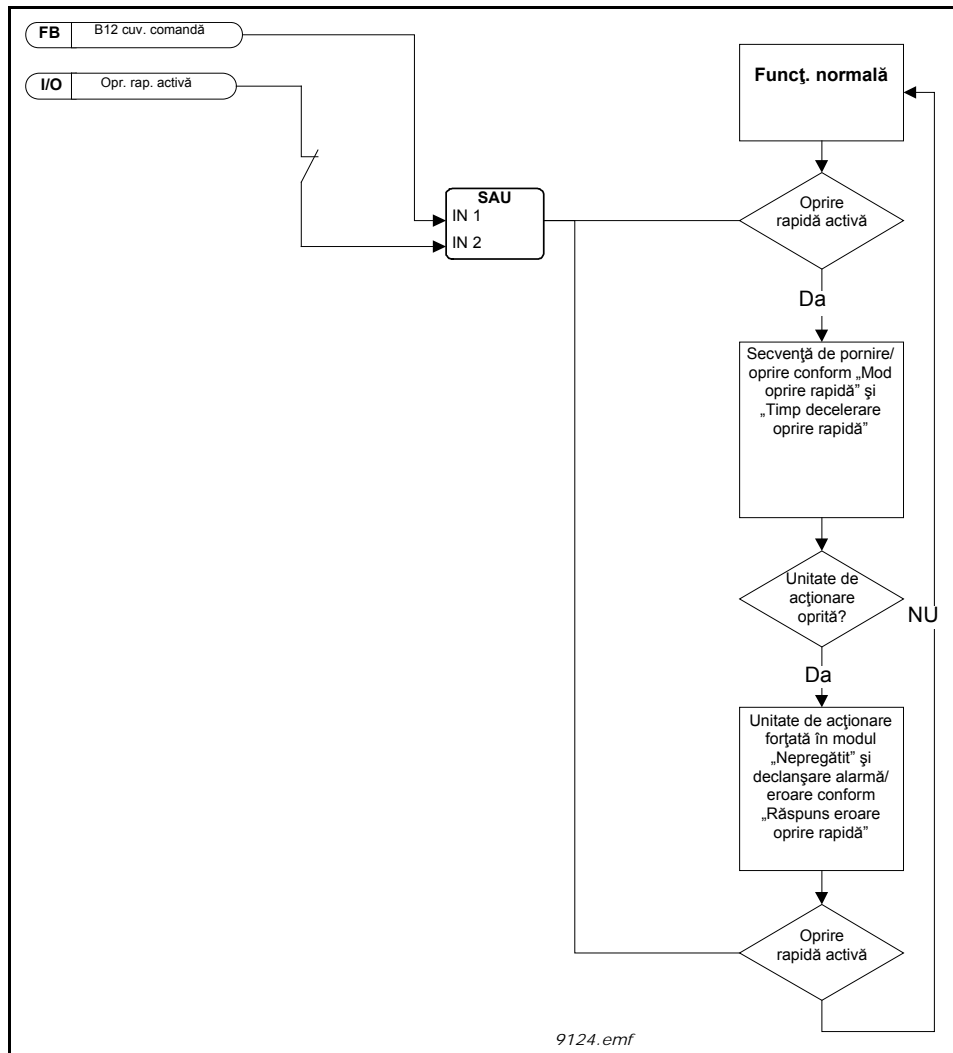 FB B12 cuv. comandă
I/O Opr. rap. activă
SAU
IN 1
IN 2
Funcţ. normală
Oprire
rapidă activă
Da
Secvenţă de pornire/
oprire conform „Mod
oprire rapidă” şi
„Timp decelerare
oprire rapidă”
Unitate de
acţionare
oprită?
NU
Da
Unitate de acţionare
forţată în modul
„Nepregătit” şi
declanşare alarmă/
eroare conform
„Răspuns eroare
oprire rapidă”
Oprire
rapidă activă
9124.emf